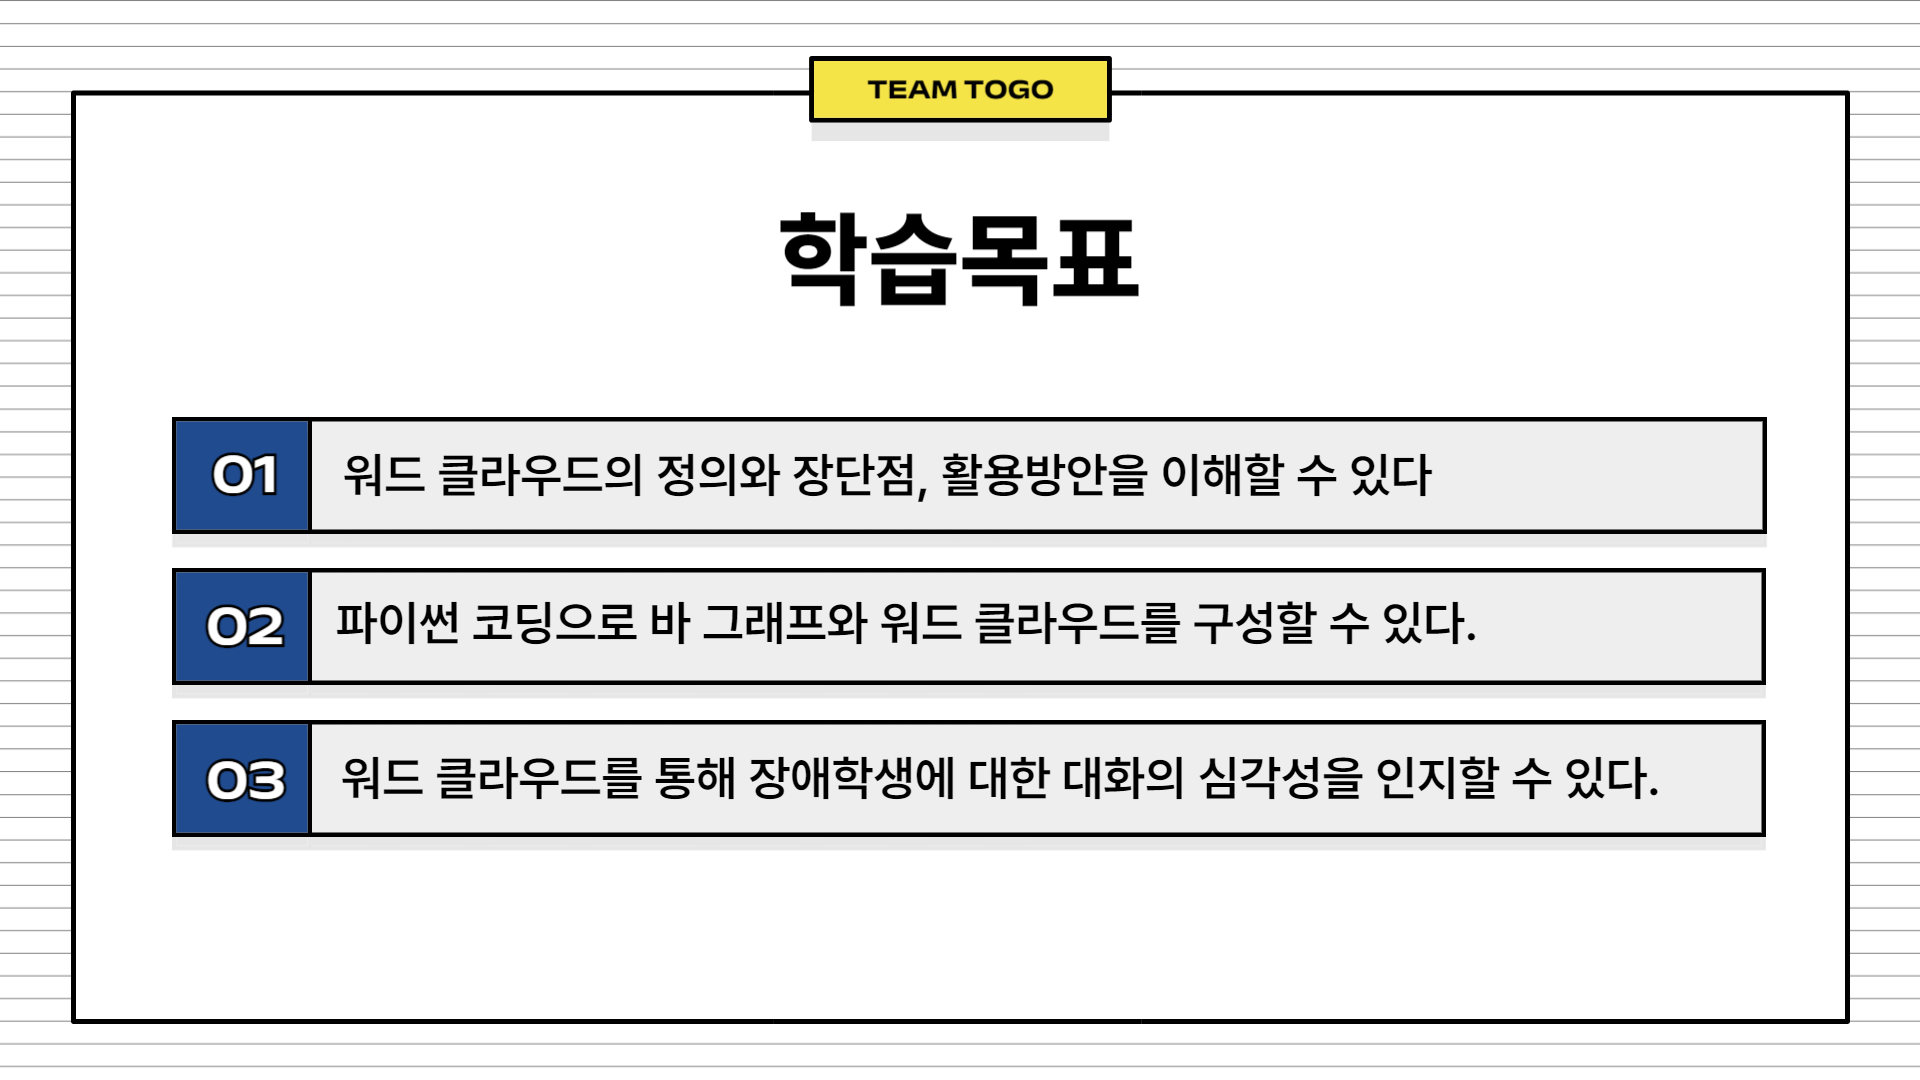 TEAM TOGO
학습목표
01 워드 클라우드의 정의와 장단점, 활용방안을 이해할 수 있다
02 파이썬 코딩으로 바 그래프와 워드 클라우드를 구성할 수 있다.
03 워드 클라우드를 통해 장애학생에 대한 대화의 심각성을 인지할 수 있다.